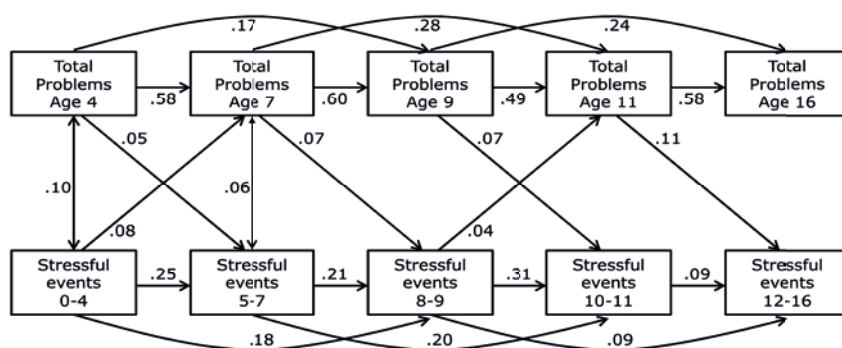 .17
.28
.24
Total
Problems
Age 4
.58
Total
Problems
Age 7
.60
Total
Problems
Age 9
.49
Total
Problems
Age 11
.58
Total
Problems
Age 16
.05
.07
.07
.11
.10
.06
.08
.04
Stressful
events
0-4
.25
Stressful
events
5-7
.21
Stressful
events
8-9
.31
Stressful
events
10-11
.09
Stressful
events
12-16
.18
.20
.09